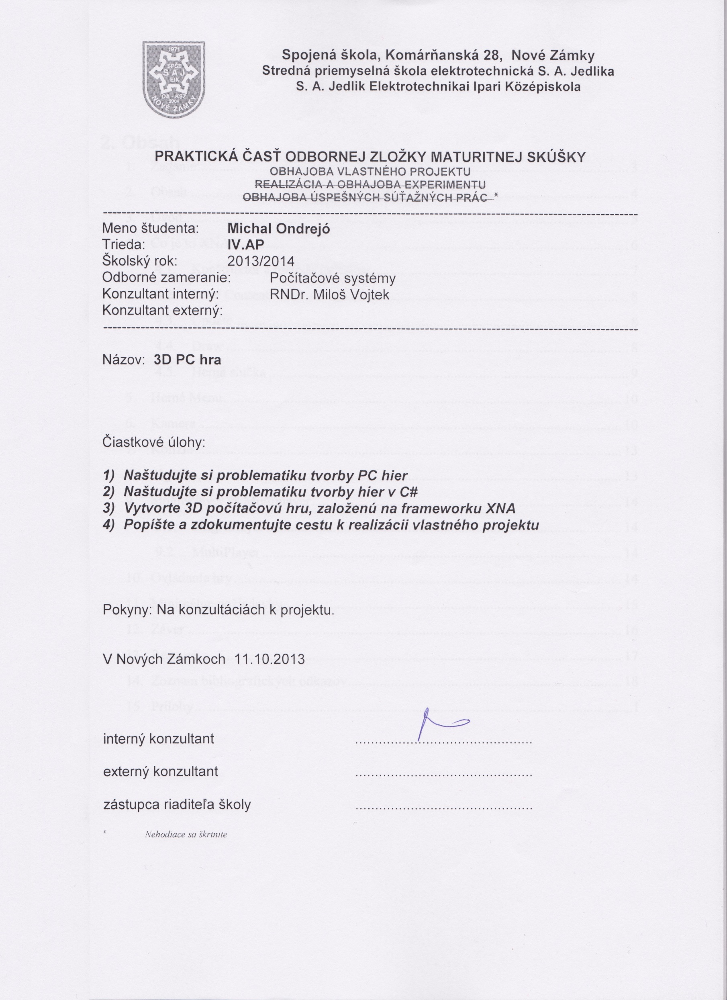 1971
SPŠE
S A J
EIK
OA - KSZ
2004
NOVÉ ZÁMKY
Spojená škola, Komárňanská 28, Nové Zámky
Stredná priemyselná škola elektrotechnická S. A. Jedlika
S. A. Jedlik Elektrotechnikai Ipari Középiskola
PRAKTICKÁ ČASŤ ODBORNEJ ZLOŽKY MATURITNEJ SKÚŠKY
OBHAJOBA VLASTNÉHO PROJEKTU
REALIZÁCIA A OBHAJOBA EXPERIMENTU
OBHAJOBA ÚSPEŠNÝCH SÚŤAŽNÝCH PRÁC x
Meno študenta: Michal Ondrejó
Trieda: IV.AP
Školský rok: 2013/2014
Odborné zameranie: Počítačové systémy
Konzultant interný: RNDr. Miloš Vojtek
Konzultant externý:
Názov: 3D PC hra
Čiastkové úlohy:
1) Naštudujte si problematiku tvorby PC hier
2) Naštudujte si problematiku tvorby hier v C#
3) Vytvorte 3D počítačovú hru, založenú na frameworku XNA
4) Popíšte a zdokumentujte cestu k realizácii vlastného projektu
Pokyny: Na konzultáciách k projektu.
V Nových Zámkoch 11.10.2013
interný konzultant ............................................
externý konzultant ............................................
zástupca riaditeľa školy ............................................
x Nehodiace sa škrtnite